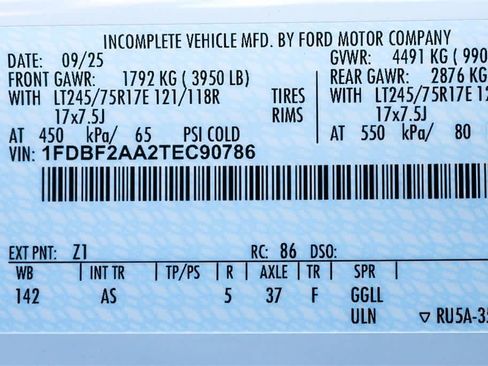 INCOMPLETE VEHICLE MFD. BY FORD MOTOR COMPANY
DATE: 09/25 GVWR: 4491 KG ( 990
FRONT GAWR: 1792 KG ( 3950 LB) REAR GAWR: 2876 KG
WITH LT245/75R17E 121/118R TIRES WITH LT245/75R17E 1
17x7.5J RIMS 17x7.5J
AT 450 kPa/ 65 PSI COLD AT 550 kPa/ 80
VIN: 1FDBF2AA2TEC90786
EXT PNT: Z1 RC: 86 DSO:
WB INT TR TP/PS R AXLE TR SPR
142 AS 5 37 F GGLL
ULN ▽ RU5A-35